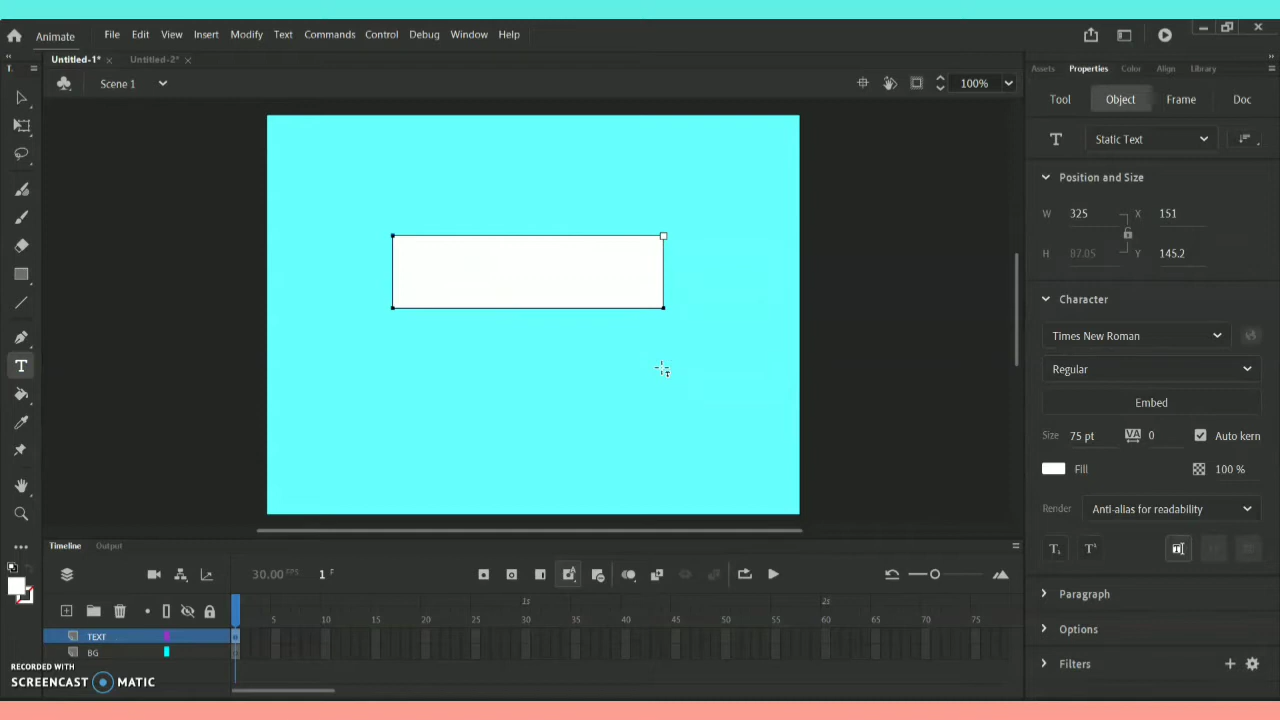 Animate File Edit View Insert Modify Text Commands Control Debug Window Help
Untitled-1* Untitled-2*
Scene 1 100%
Assets Properties Color Align Library
Tool Object Frame Doc
T Static Text
Position and Size
W 325 X 151
H 87.05 Y 145.2
Character
Times New Roman
Regular
Embed
Size 75 pt VA 0 Auto kern
Fill 100 %
Render Anti-alias for readability
Paragraph
Options
Filters
Timeline Output
30.00 FPS 1 F
1s 2s
5 10 15 20 25 30 35 40 45 50 55 60 65 70 75
TEXT
BG
RECORDED WITH
SCREENCAST MATIC